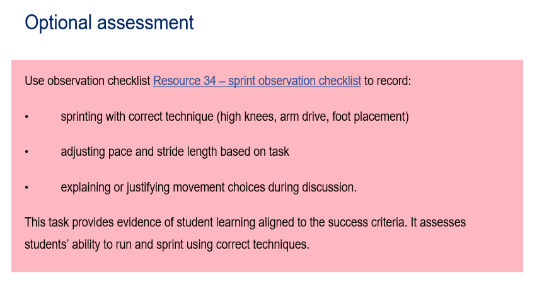 Optional assessment
Use observation checklist Resource 34 – sprint observation checklist to record:
• sprinting with correct technique (high knees, arm drive, foot placement)
• adjusting pace and stride length based on task
• explaining or justifying movement choices during discussion.
This task provides evidence of student learning aligned to the success criteria. It assesses
students’ ability to run and sprint using correct techniques.